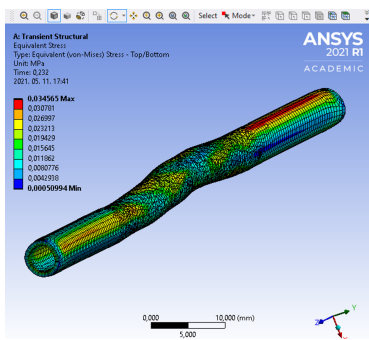 Select Mode
A: Transient Structural
Equivalent Stress
Type: Equivalent (von-Mises) Stress - Top/Bottom
Unit: MPa
Time: 0,232
2021. 05. 11. 17:41
0,034565 Max
0,030781
0,026997
0,023213
0,019429
0,015645
0,011862
0,0080776
0,0042938
0,00050994 Min
ANSYS
2021 R1
ACADEMIC
0,000 10,000 (mm)
5,000
Y
Z
X